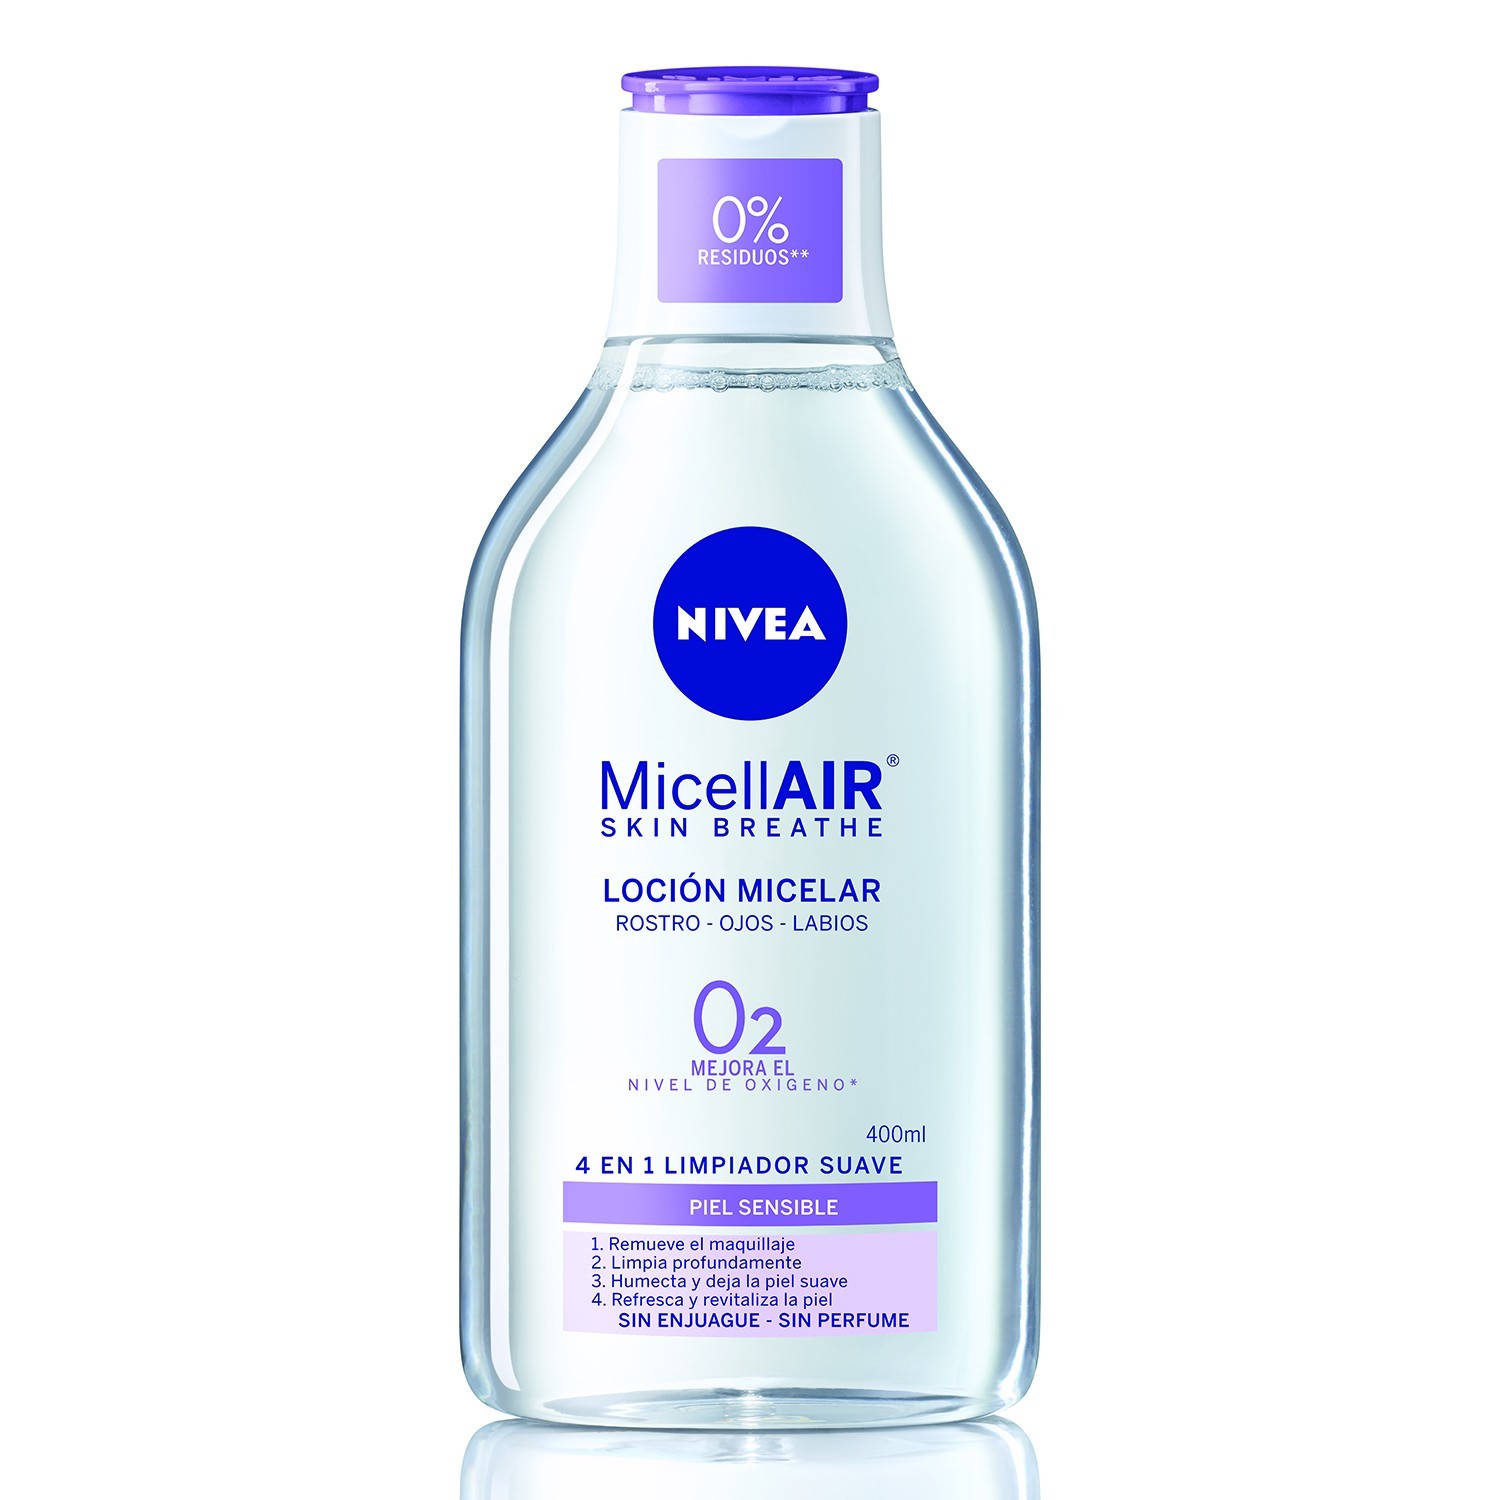 0%
RESIDUOS**
NIVEA
MicellAIR®
SKIN BREATHE
LOCIÓN MICELAR
ROSTRO - OJOS - LABIOS
O2
MEJORA EL
NIVEL DE OXIGENO*
400ml
4 EN 1 LIMPIADOR SUAVE
PIEL SENSIBLE
1. Remueve el maquillaje
2. Limpia profundamente
3. Humecta y deja la piel suave
4. Refresca y revitaliza la piel
SIN ENJUAGUE - SIN PERFUME